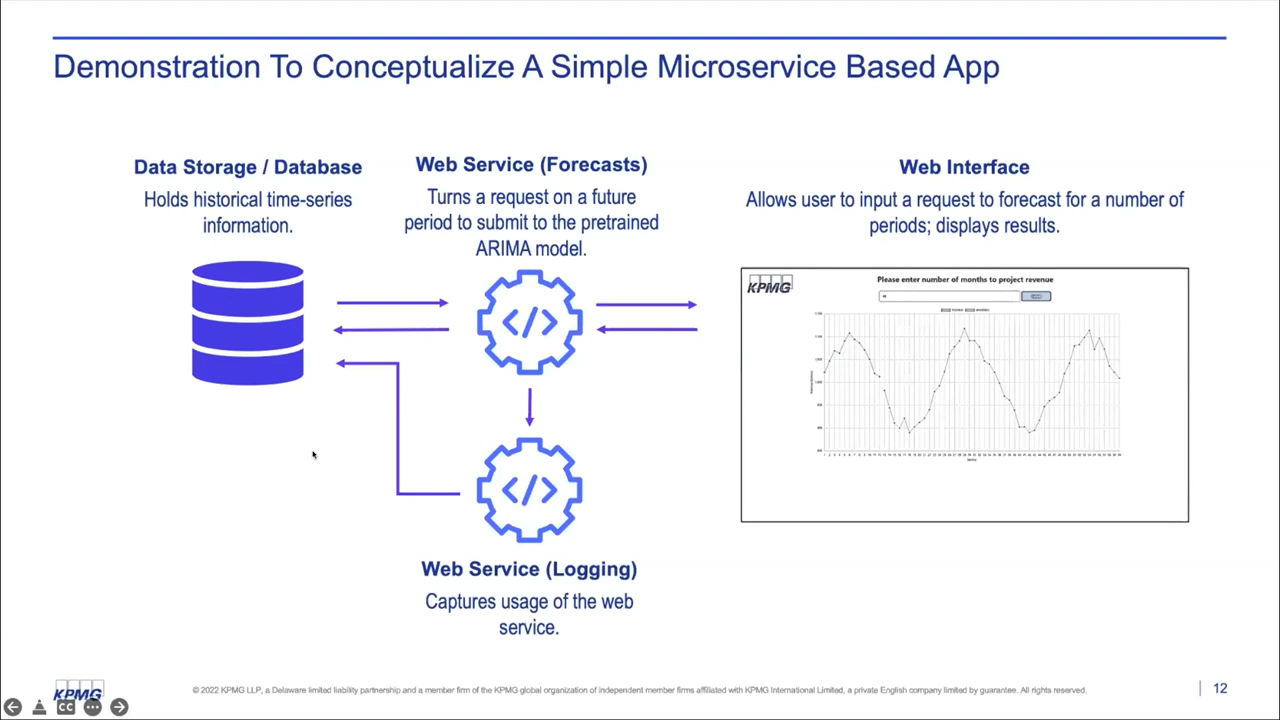 Demonstration To Conceptualize A Simple Microservice Based App
Data Storage / Database
Holds historical time-series
information.
Web Service (Forecasts)
Turns a request on a future
period to submit to the pretrained
ARIMA model.
Web Interface
Allows user to input a request to forecast for a number of
periods; displays results.
KPMG
Please enter number of months to project revenue
</>
</>
Web Service (Logging)
Captures usage of the web
service.
KPMG
© 2022 KPMG LLP, a Delaware limited liability partnership and a member firm of the KPMG global organization of independent member firms affiliated with KPMG International Limited, a private English company limited by guarantee. All rights reserved.
12
CC